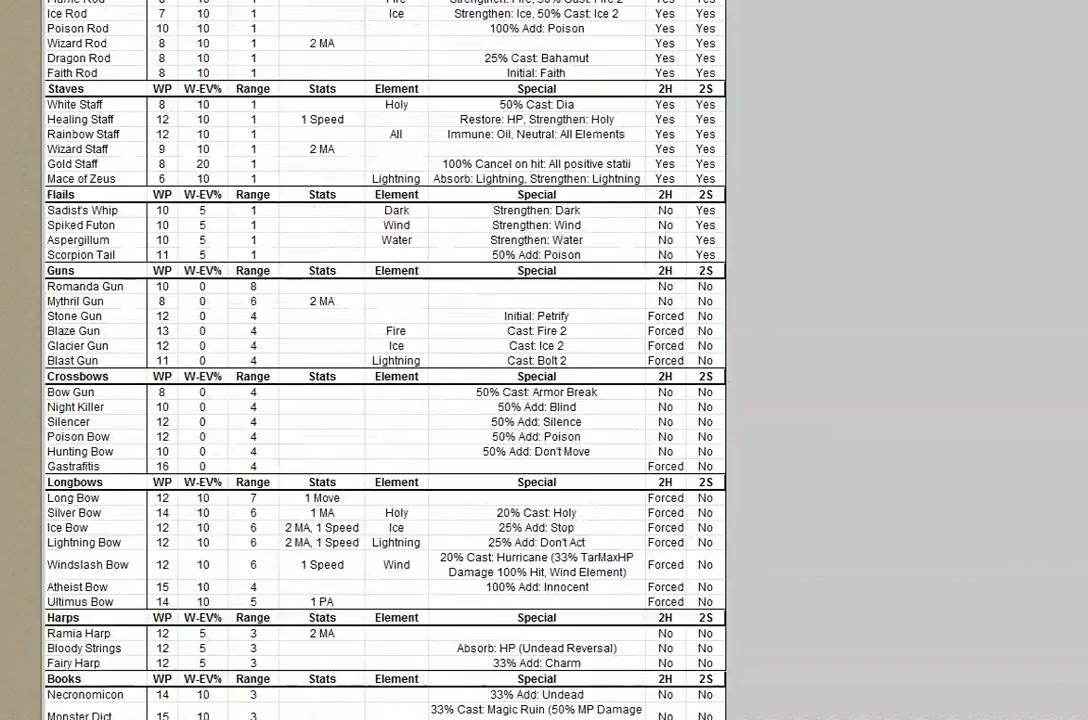 Ice Rod 7 10 1 Ice Strengthen: Ice, 50% Cast: Ice 2 Yes Yes
Poison Rod 10 10 1 100% Add: Poison Yes Yes
Wizard Rod 8 10 1 2 MA Yes Yes
Dragon Rod 8 10 1 25% Cast: Bahamut Yes Yes
Faith Rod 8 10 1 Initial: Faith Yes Yes
Staves WP W-EV% Range Stats Element Special 2H 2S
White Staff 8 10 1 Holy 50% Cast: Dia Yes Yes
Healing Staff 12 10 1 1 Speed Restore: HP, Strengthen: Holy Yes Yes
Rainbow Staff 12 10 1 All Immune: Oil, Neutral: All Elements Yes Yes
Wizard Staff 9 10 1 2 MA Yes Yes
Gold Staff 8 20 1 100% Cancel on hit: All positive statii Yes Yes
Mace of Zeus 6 10 1 Lightning Absorb: Lightning, Strengthen: Lightning Yes Yes
Flails WP W-EV% Range Stats Element Special 2H 2S
Sadist's Whip 10 5 1 Dark Strengthen: Dark No Yes
Spiked Futon 10 5 1 Wind Strengthen: Wind No Yes
Aspergillum 10 5 1 Water Strengthen: Water No Yes
Scorpion Tail 11 5 1 50% Add: Poison No Yes
Guns WP W-EV% Range Stats Element Special 2H 2S
Romanda Gun 10 0 8 No No
Mythril Gun 8 0 6 2 MA No No
Stone Gun 12 0 4 Initial: Petrify Forced No
Blaze Gun 13 0 4 Fire Cast: Fire 2 Forced No
Glacier Gun 12 0 4 Ice Cast: Ice 2 Forced No
Blast Gun 11 0 4 Lightning Cast: Bolt 2 Forced No
Crossbows WP W-EV% Range Stats Element Special 2H 2S
Bow Gun 8 0 4 50% Cast: Armor Break No No
Night Killer 10 0 4 50% Add: Blind No No
Silencer 12 0 4 50% Add: Silence No No
Poison Bow 12 0 4 50% Add: Poison No No
Hunting Bow 10 0 4 50% Add: Don't Move No No
Gastrafitis 16 0 4 Forced No
Longbows WP W-EV% Range Stats Element Special 2H 2S
Long Bow 12 10 7 1 Move Forced No
Silver Bow 14 10 6 1 MA Holy 20% Cast: Holy Forced No
Ice Bow 12 10 6 2 MA, 1 Speed Ice 25% Add: Stop Forced No
Lightning Bow 12 10 6 2 MA, 1 Speed Lightning 25% Add: Don't Act Forced No
Windslash Bow 12 10 6 1 Speed Wind 20% Cast: Hurricane (33% TarMaxHP Damage 100% Hit, Wind Element) Forced No
Atheist Bow 15 10 4 100% Add: Innocent Forced No
Ultimus Bow 14 10 5 1 PA Forced No
Harps WP W-EV% Range Stats Element Special 2H 2S
Ramia Harp 12 5 3 2 MA No No
Bloody Strings 12 5 3 Absorb: HP (Undead Reversal) No No
Fairy Harp 12 5 3 33% Add: Charm No No
Books WP W-EV% Range Stats Element Special 2H 2S
Necronomicon 14 10 3 33% Add: Undead No No
Monster Dict 15 10 3 33% Cast: Magic Ruin (50% MP Damage No No